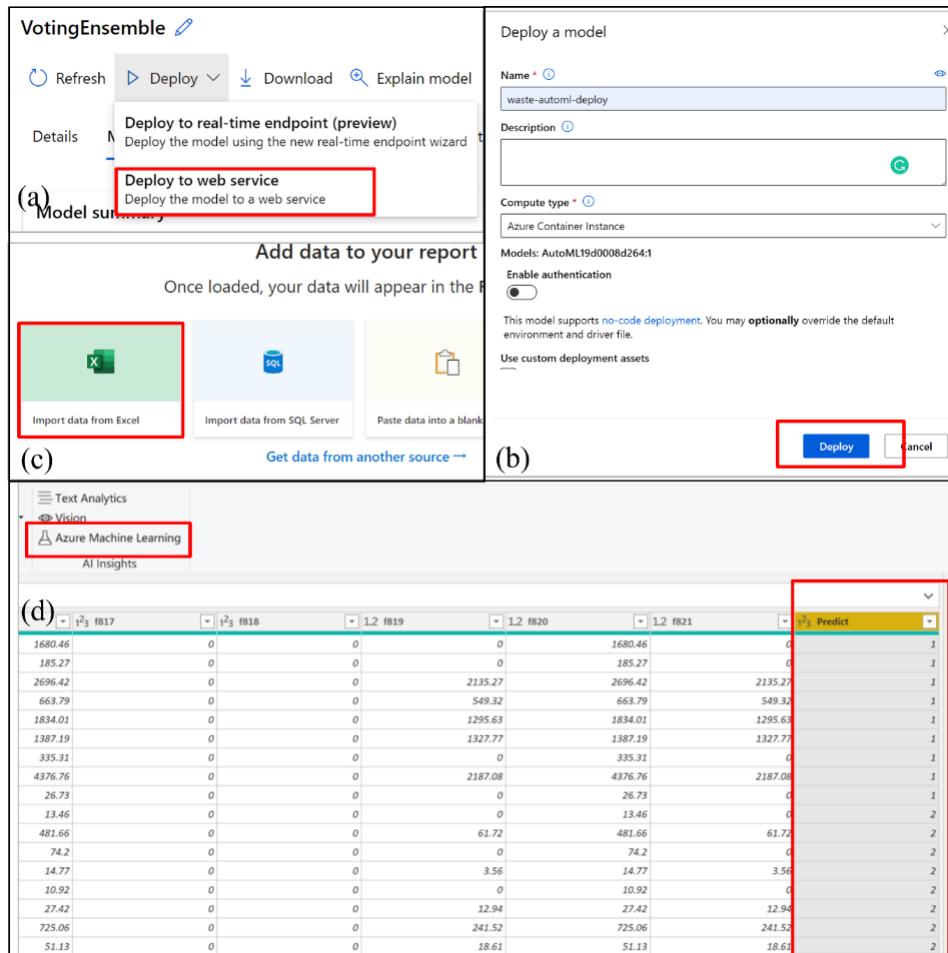 VotingEnsemble
Refresh Deploy Download Explain model
Deploy to real-time endpoint (preview)
Details Deploy the model using the new real-time endpoint wizard
Deploy to web service
Deploy the model to a web service
(a)
Model summary
Deploy a model
Name *
waste-automl-deploy
Description
Compute type *
Azure Container Instance
Models: AutoML19d0008d264:1
Enable authentication
This model supports no-code deployment. You may optionally override the default
environment and driver file.
Use custom deployment assets
Deploy Cancel
(b)
Add data to your report
Once loaded, your data will appear in the
Import data from Excel Import data from SQL Server Paste data into a blank
SQL
(c)
Get data from another source →
Text Analytics
Vision
Azure Machine Learning
AI Insights
(d)
1²3 f817 1²3 f818 1.2 f819 1.2 f820 1.2 f821 1²3 Predict
1680.46 0 0 0 1680.46 0 1
185.27 0 0 0 185.27 0 1
2696.42 0 0 2135.27 2696.42 2135.27 1
663.79 0 0 549.32 663.79 549.32 1
1834.01 0 0 1295.63 1834.01 1295.63 1
1387.19 0 0 1327.77 1387.19 1327.77 1
335.31 0 0 0 335.31 0 1
4376.76 0 0 2187.08 4376.76 2187.08 1
26.73 0 0 0 26.73 0 1
13.46 0 0 0 13.46 0 2
481.66 0 0 61.72 481.66 61.72 2
74.2 0 0 0 74.2 0 2
14.77 0 0 3.56 14.77 3.56 2
10.92 0 0 0 10.92 0 2
27.42 0 0 12.94 27.42 12.94 2
725.06 0 0 241.52 725.06 241.52 2
51.13 0 0 18.61 51.13 18.61 2